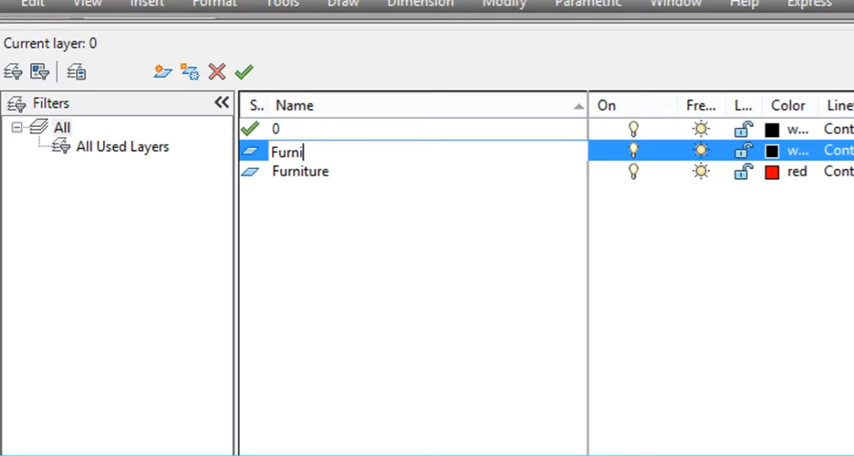 Edit View Insert Format Tools Draw Dimension Modify Parametric Window Help Express
Current layer: 0
Filters
All
All Used Layers
S.. Name On Fre... L... Color Line
0 w... Cont
Furni w... Cont
Furniture red Cont